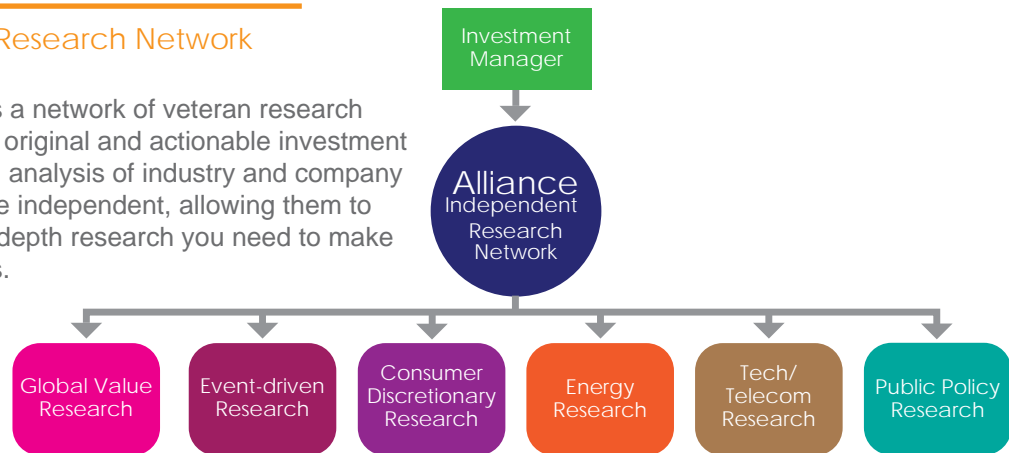 Research Network
s a network of veteran research
original and actionable investment
analysis of industry and company
e independent, allowing them to
depth research you need to make
s.
Investment
Manager
Alliance
Independent
Research
Network
Global Value
Research
Event-driven
Research
Consumer
Discretionary
Research
Energy
Research
Tech/
Telecom
Research
Public Policy
Research